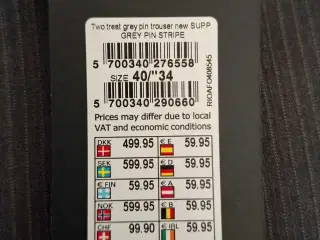 Two treat grey pin trouser new SUPP
GREY PIN STRIPE
5 700340 276558
SIZE 40/"34
5 700340 290660
RIOAFO408545
Prices may differ due to local
VAT and economic conditions
DKK 499.95 € E 59.95
SEK 599.95 € D 59.95
€ FIN 59.95 € A 59.95
NOK 599.95 € B 59.95
CHF 99.90 € IRL 59.95